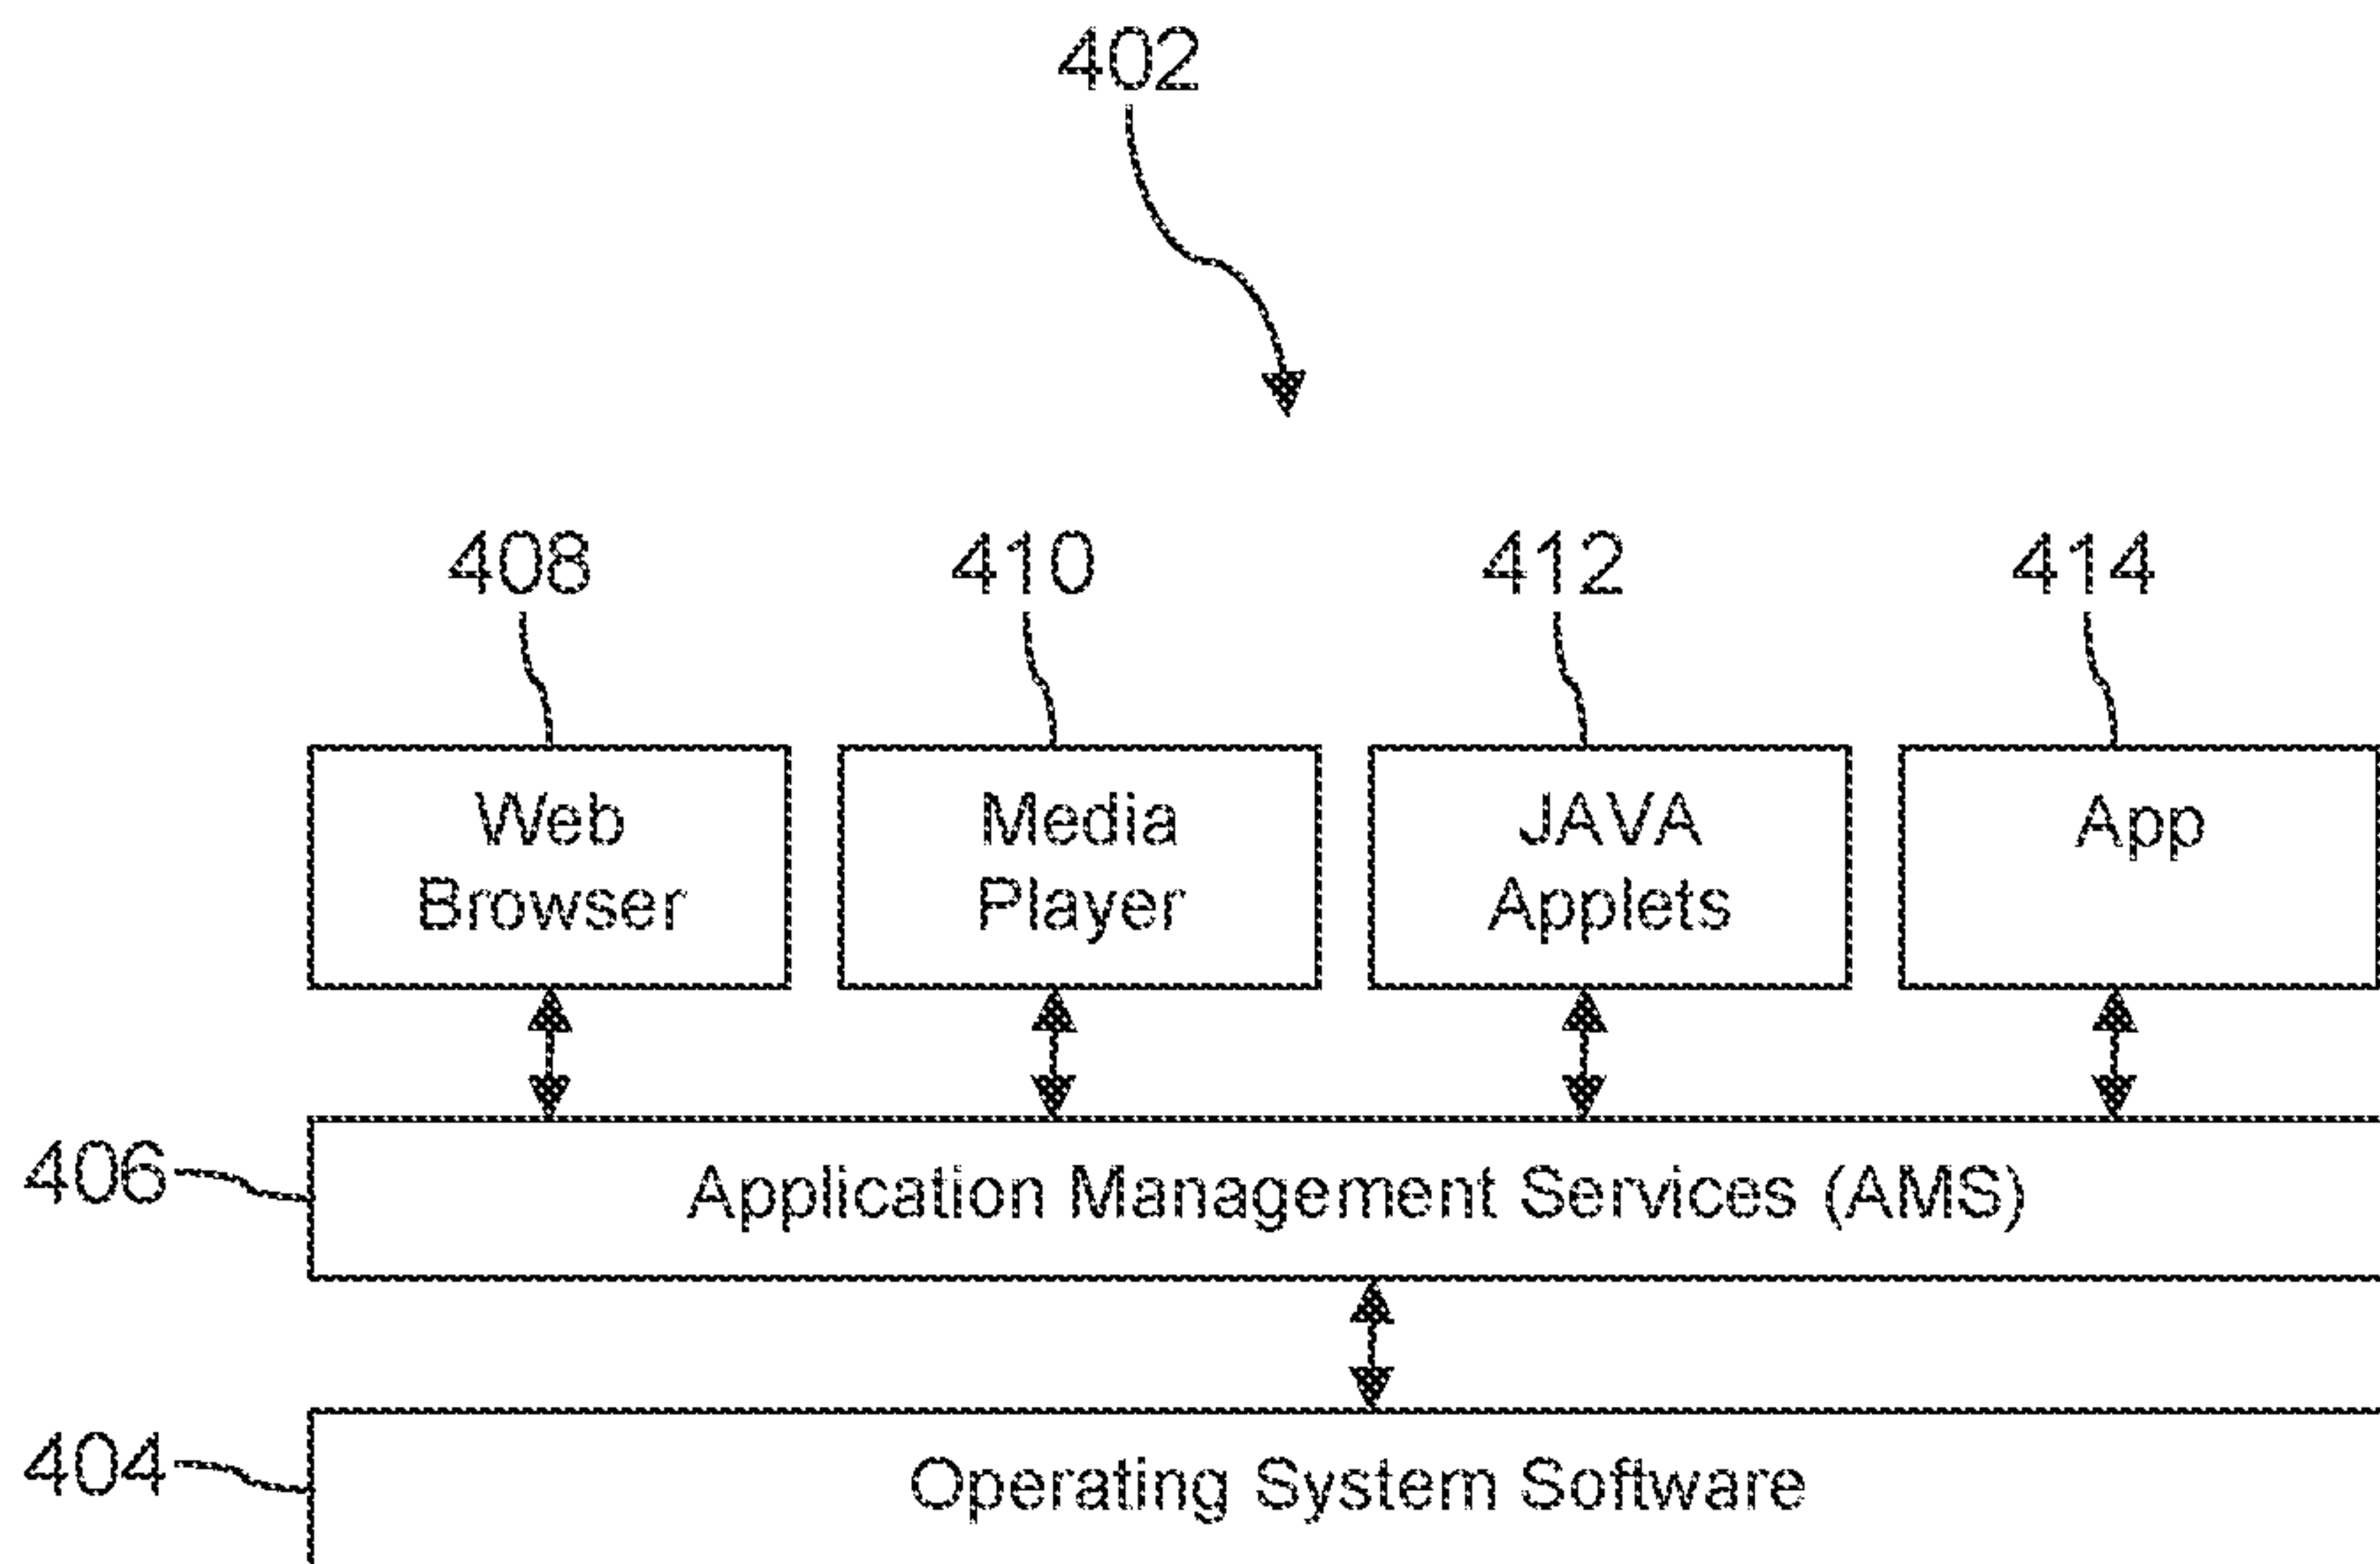 402
408
410
412
414
Web
Browser
Media
Player
JAVA
Applets
App
406
Application Management Services (AMS)
404
Operating System Software